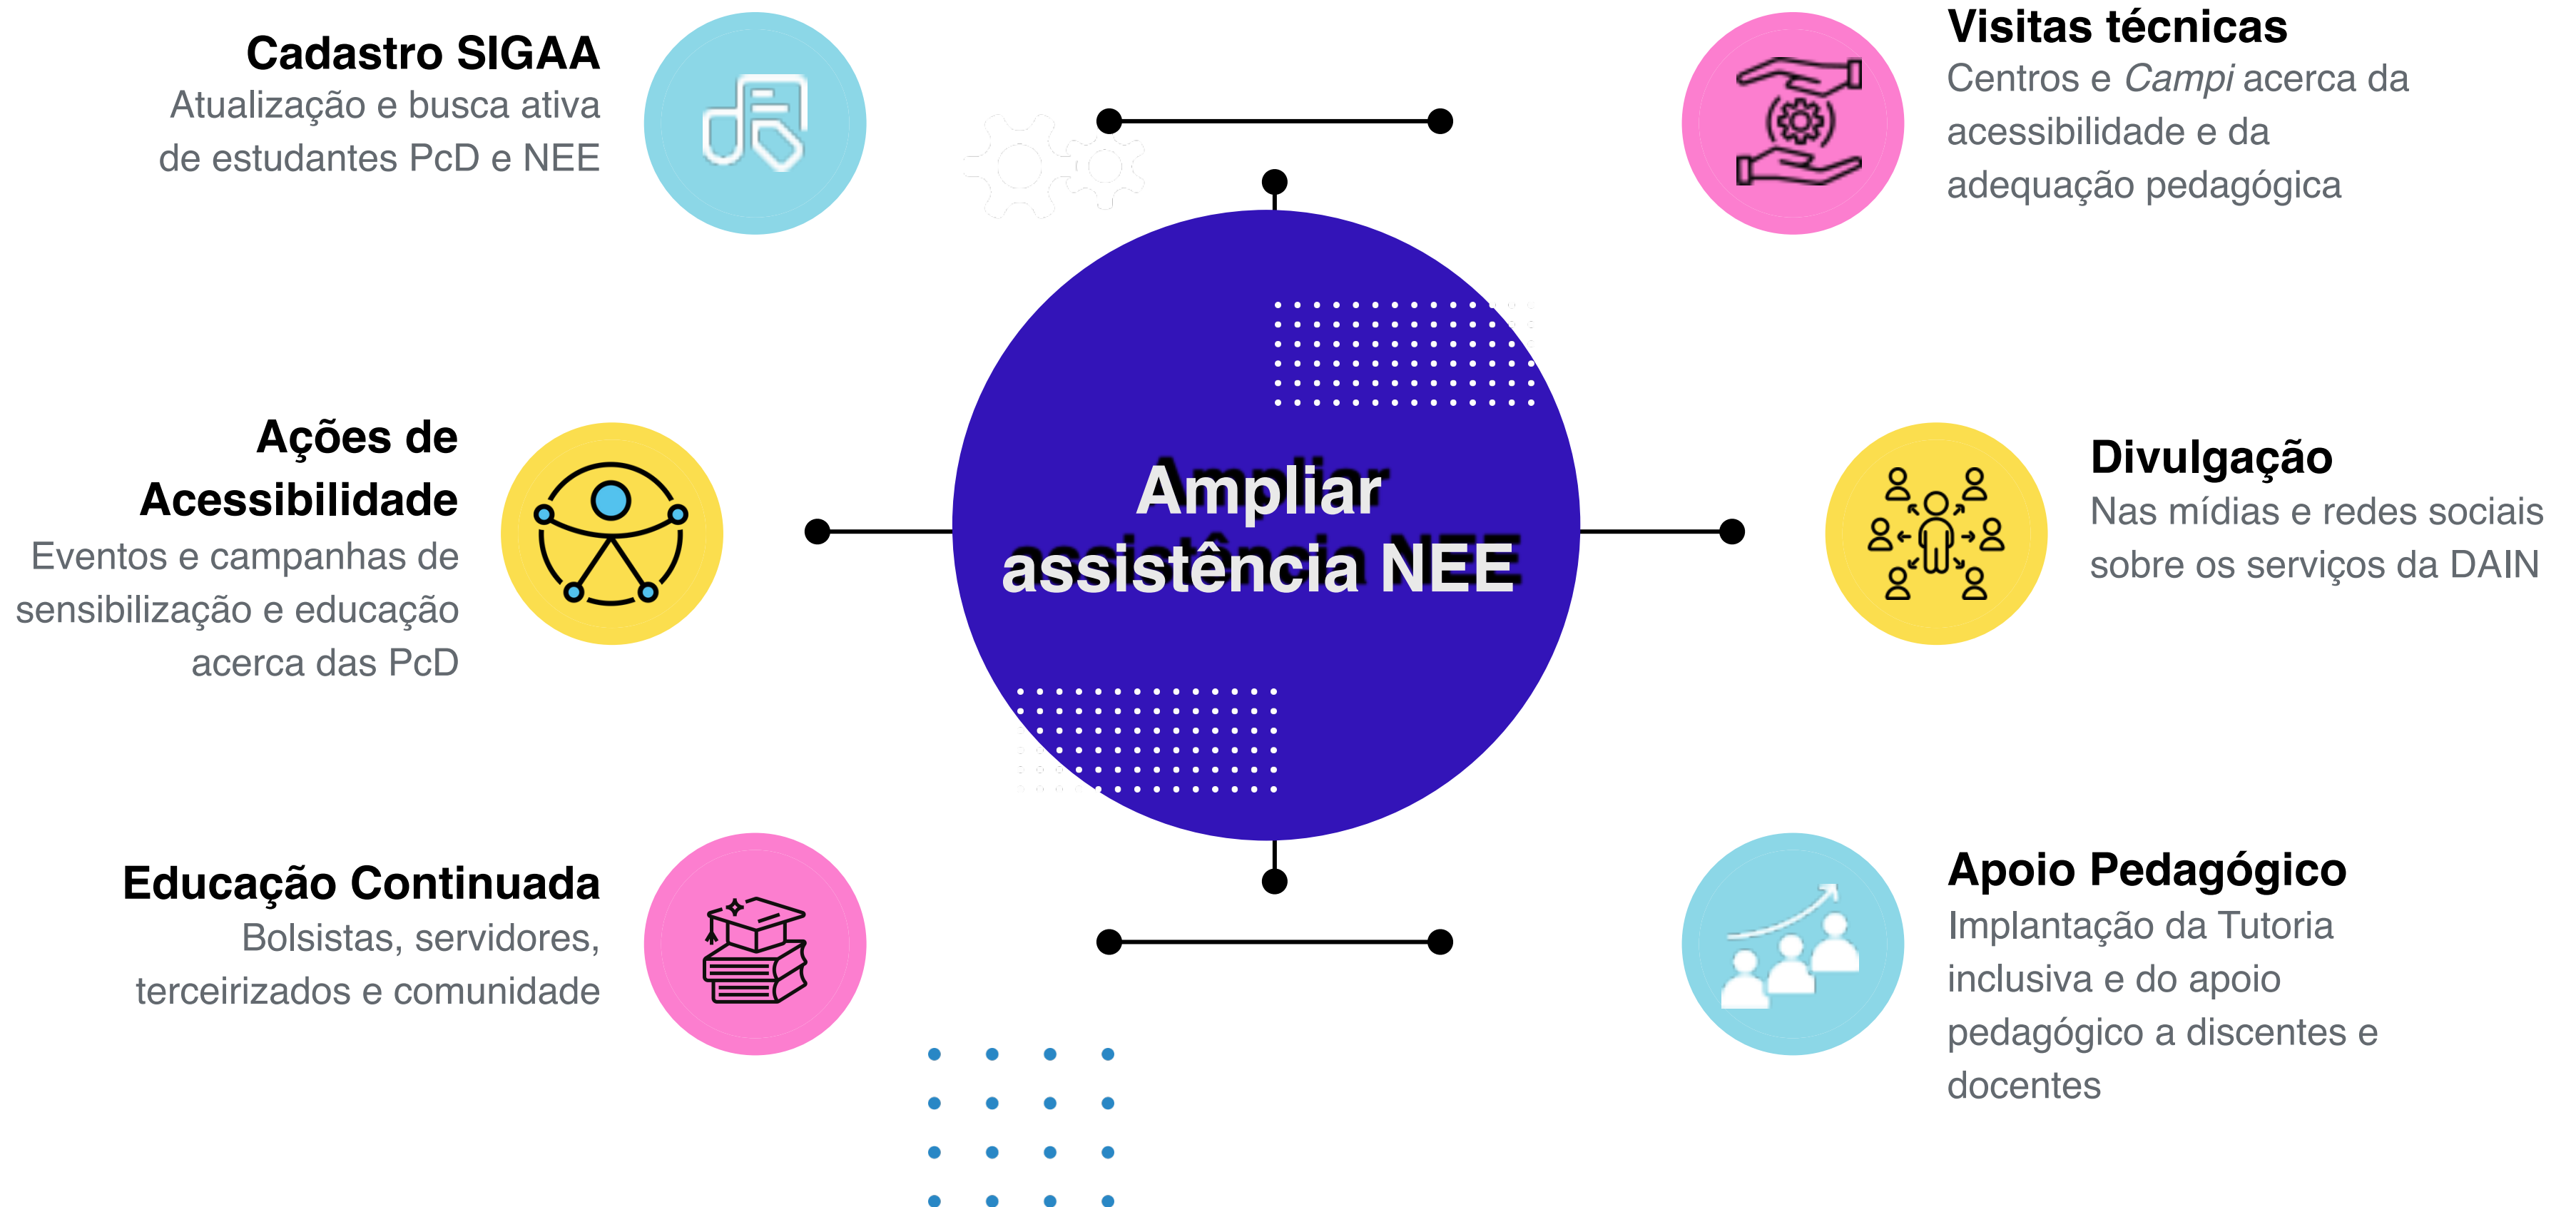 Cadastro SIGAA
Atualização e busca ativa
de estudantes PcD e NEE
Visitas técnicas
Centros e Campi acerca da
acessibilidade e da
adequação pedagógica
Ações de
Acessibilidade
Eventos e campanhas de
sensibilização e educação
acerca das PcD
Ampliar
assistência NEE
Divulgação
Nas mídias e redes sociais
sobre os serviços da DAIN
Educação Continuada
Bolsistas, servidores,
terceirizados e comunidade
Apoio Pedagógico
Implantação da Tutoria
inclusiva e do apoio
pedagógico a discentes e
docentes